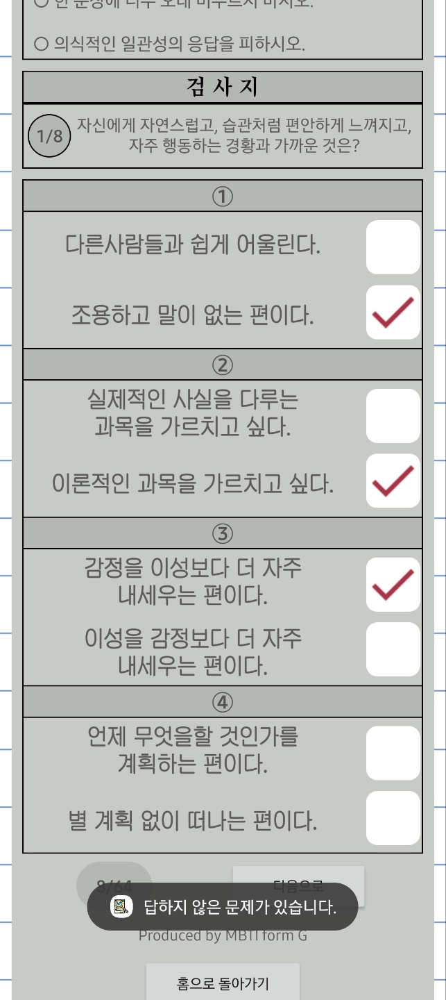 ○ 한 문장에 너무 오래 머무르지 마시오.
○ 의식적인 일관성의 응답을 피하시오.
검 사 지
1/8
자신에게 자연스럽고, 습관처럼 편안하게 느껴지고,
자주 행동하는 경황과 가까운 것은?
①
다른사람들과 쉽게 어울린다.
조용하고 말이 없는 편이다.
②
실제적인 사실을 다루는
과목을 가르치고 싶다.
이론적인 과목을 가르치고 싶다.
③
감정을 이성보다 더 자주
내세우는 편이다.
이성을 감정보다 더 자주
내세우는 편이다.
④
언제 무엇을할 것인가를
계획하는 편이다.
별 계획 없이 떠나는 편이다.
8/64
다음으로
답하지 않은 문제가 있습니다.
Produced by MBTI form G
홈으로 돌아가기